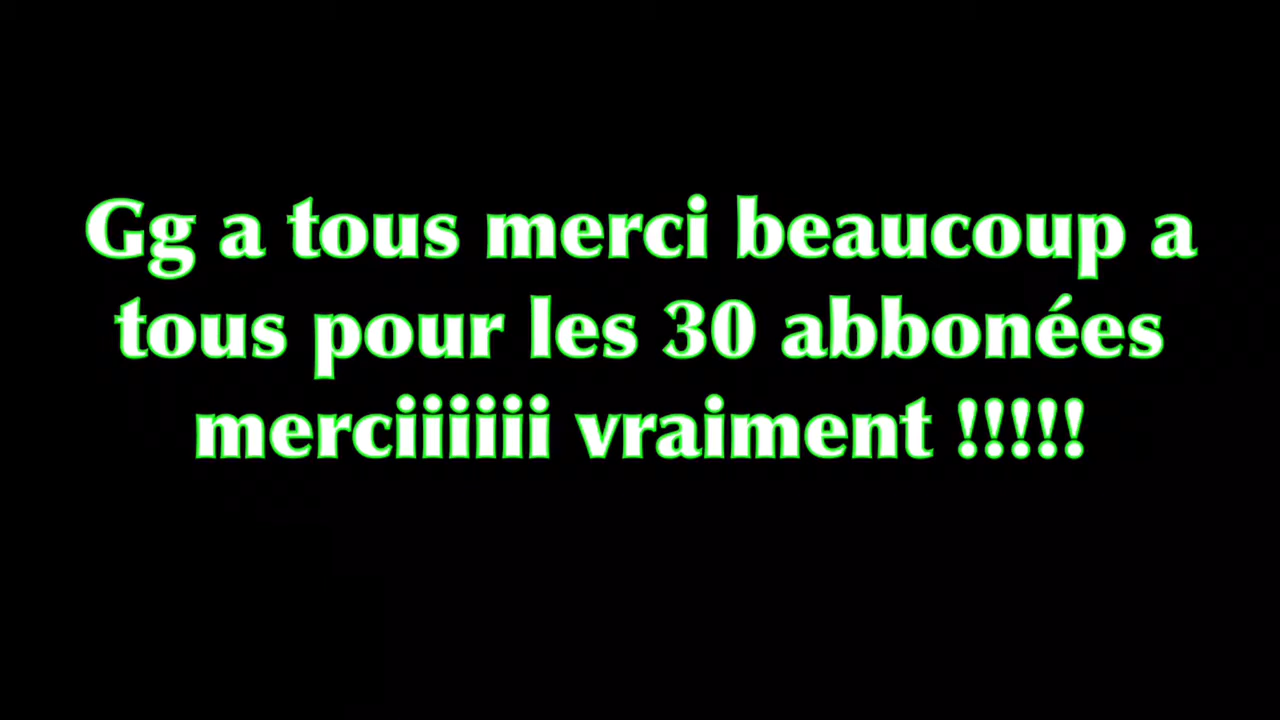 Gg a tous merci beaucoup a
tous pour les 30 abbonées
merciiiiii vraiment !!!!!